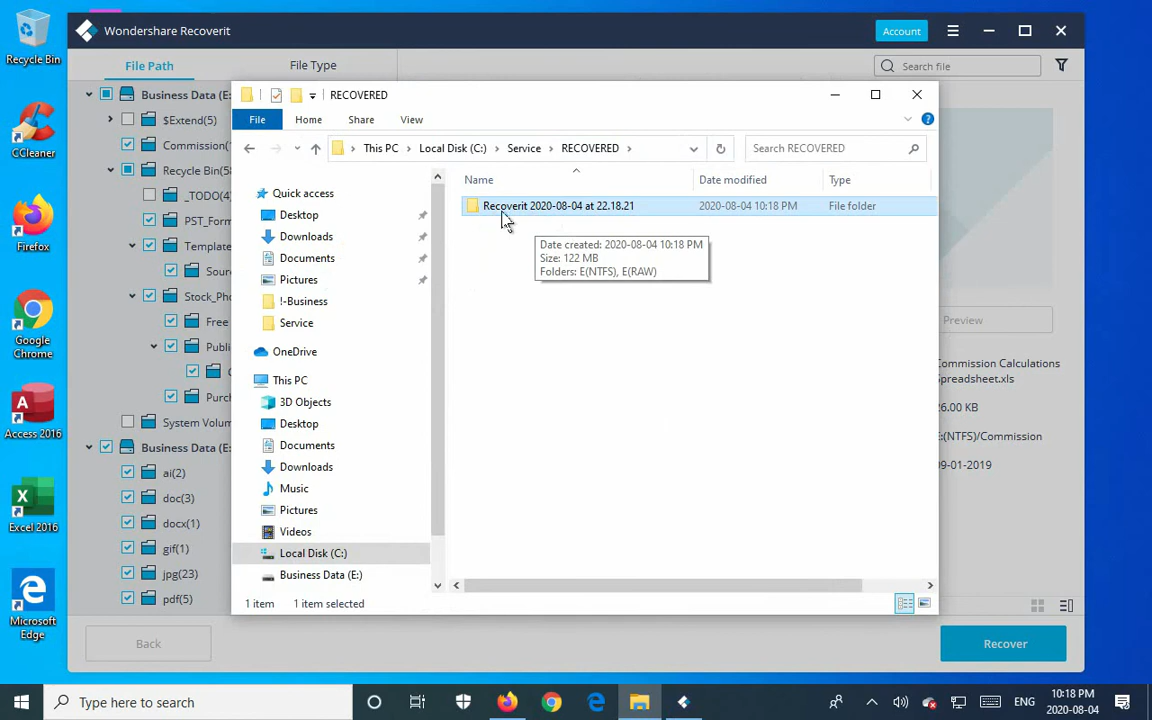 Recycle Bin
CCleaner
Firefox
Google
Chrome
Access 2016
Excel 2016
Microsoft
Edge
Wondershare Recoverit
Account
File Path
File Type
Search file
Business Data (E:
$Extend(5)
Commission(
Recycle Bin(58
_TODO(4)
PST_Form
Template
Sour
Stock_Pho
Free
Publi
Purc
System Volum
Business Data (E:
ai(2)
doc(3)
docx(1)
gif(1)
jpg(23)
pdf(5)
RECOVERED
File
Home
Share
View
This PC
Local Disk (C:)
Service
RECOVERED
Search RECOVERED
Name
Date modified
Type
Recoverit 2020-08-04 at 22.18.21
2020-08-04 10:18 PM
File folder
Date created: 2020-08-04 10:18 PM
Size: 122 MB
Folders: E(NTFS), E(RAW)
Quick access
Desktop
Downloads
Documents
Pictures
!-Business
Service
OneDrive
This PC
3D Objects
Desktop
Documents
Downloads
Music
Pictures
Videos
Local Disk (C:)
Business Data (E:)
1 item
1 item selected
Preview
Commission Calculations
Spreadsheet.xls
26.00 KB
E:(NTFS)/Commission
09-01-2019
Back
Recover
Type here to search
ENG
10:18 PM
2020-08-04